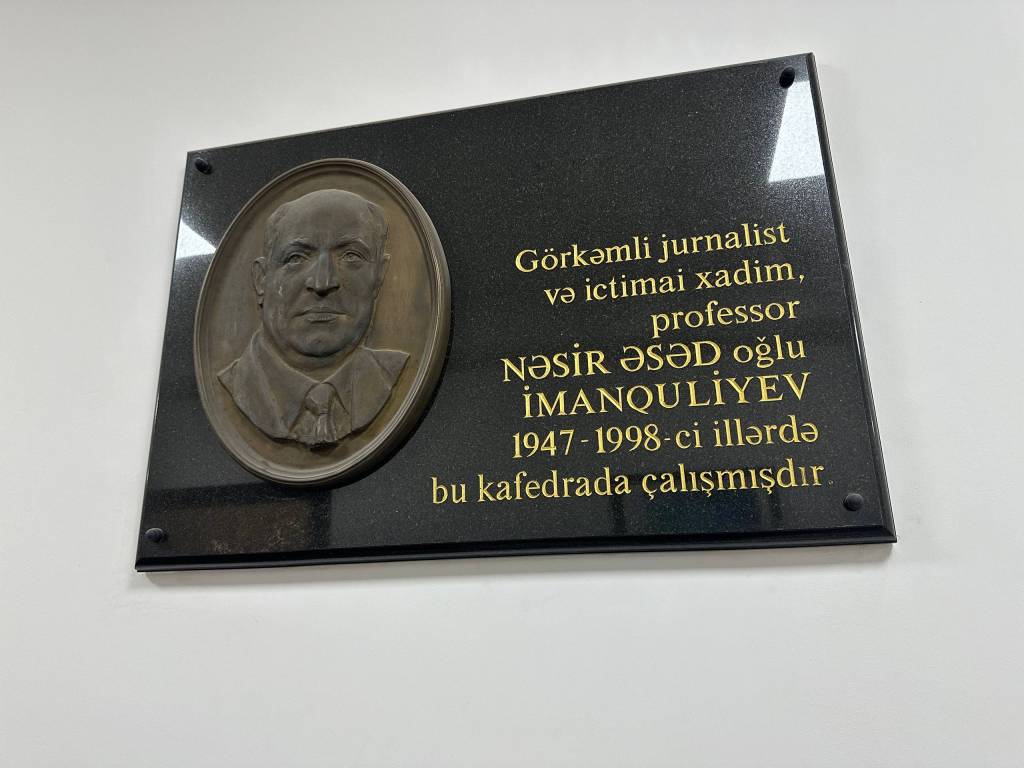 Görkəmli jurnalist
və ictimai xadim,
professor
NƏSİR ƏSƏD oğlu
İMANQULİYEV
1947-1998-ci illərdə
bu kafedrada çalışmışdır.